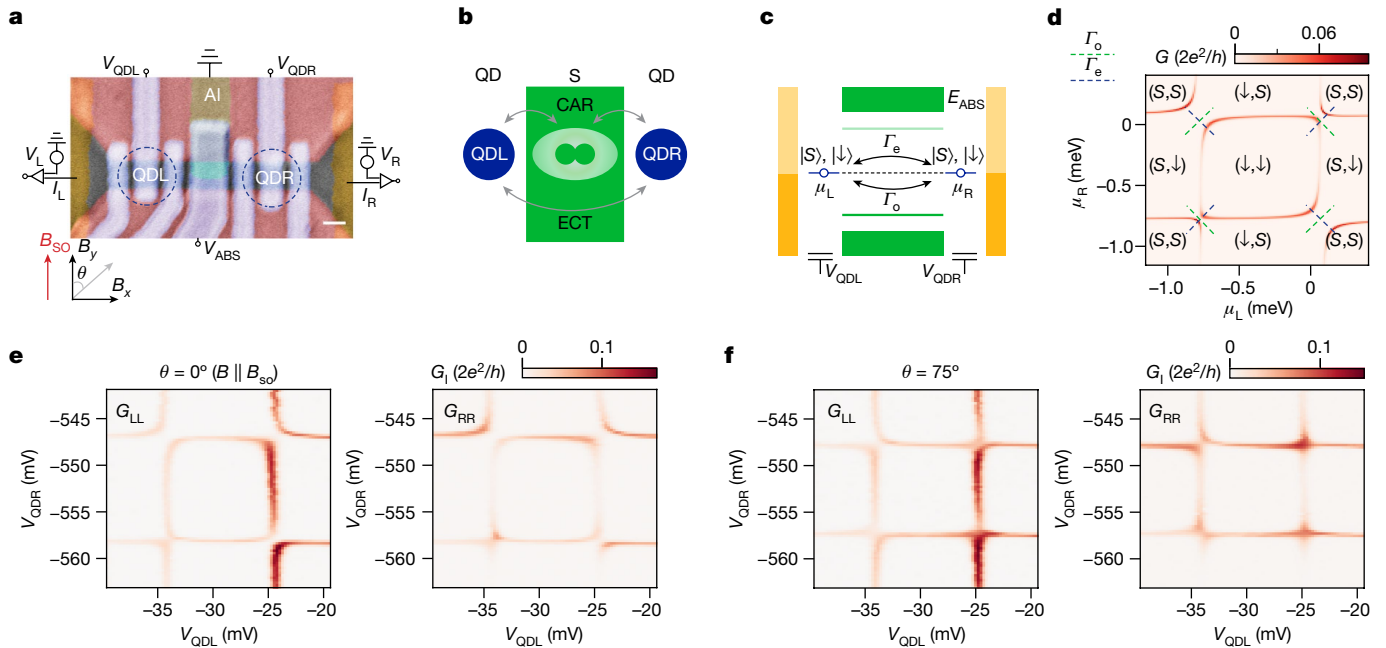 a
V_QDL
V_QDR
Al
V_L
I_L
QDL
QDR
V_R
I_R
V_ABS
B_SO
B_y
θ
B_x
b
QD
S
QD
CAR
QDL
QDR
ECT
c
E_ABS
Γ_e
|S⟩, |↓⟩
|S⟩, |↓⟩
μ_L
μ_R
Γ_o
V_QDL
V_QDR
d
Γ_o
Γ_e
G (2e²/h)
0
0.06
(S,S)
(↓,S)
(S,S)
(S,↓)
(↓,↓)
(S,↓)
(S,S)
(↓,S)
(S,S)
0
−0.5
−1.0
μ_R (meV)
−1.0
−0.5
0
μ_L (meV)
e
θ = 0° (B || B_so)
G_l (2e²/h)
0
0.1
G_LL
−545
−550
−555
−560
V_QDR (mV)
−35
−30
−25
−20
V_QDL (mV)
G_RR
−545
−550
−555
−560
V_QDR (mV)
−35
−30
−25
−20
V_QDL (mV)
f
θ = 75°
G_l (2e²/h)
0
0.1
G_LL
−545
−550
−555
−560
V_QDR (mV)
−35
−30
−25
−20
V_QDL (mV)
G_RR
−545
−550
−555
−560
V_QDR (mV)
−35
−30
−25
−20
V_QDL (mV)